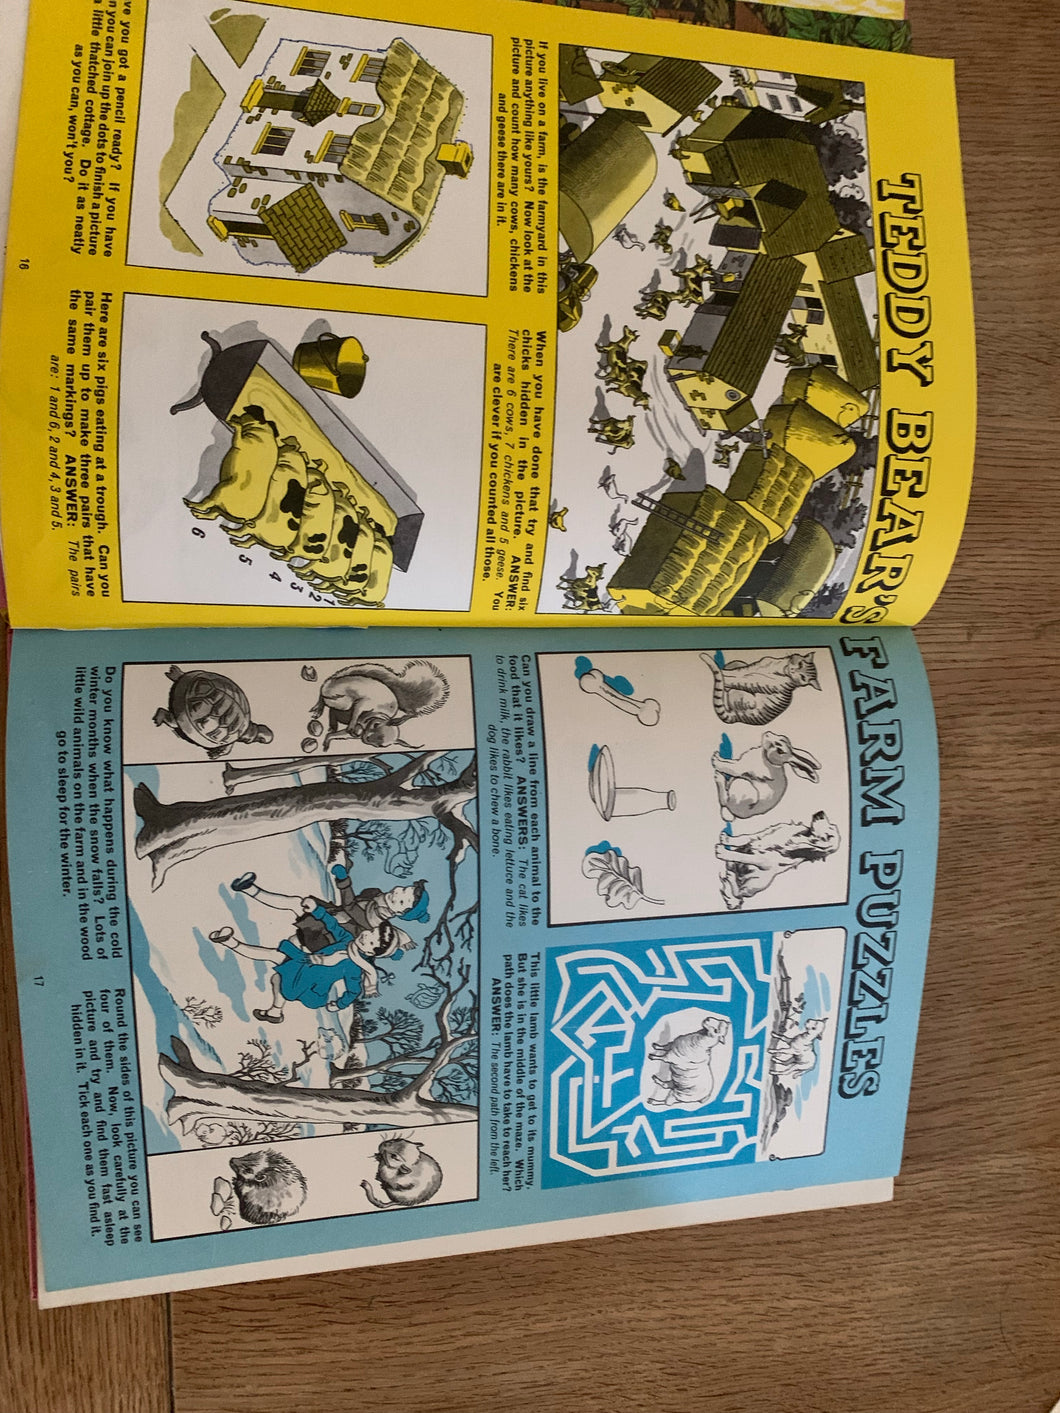 TEDDY BEAR'S FARM PUZZLES
If you live on a farm, is the farmyard in this
picture anything like yours? Now look at the
picture and count how many cows, chickens
and geese there are in it.
When you have done that try and find six
chicks hidden in the picture. ANSWER:
There are 6 cows, 7 chickens and 5 geese. You
are clever if you counted all those.
you got a pencil ready? If you have
you can join up the dots to finish a picture
little thatched cottage. Do it as neatly
as you can, won't you?
1
2
3
4
5
6
Here are six pigs eating at a trough. Can you
pair them up to make three pairs that have
the same markings? ANSWER: The pairs
are: 1 and 6, 2 and 4, 3 and 5.
16
Can you draw a line from each animal to the
food that it likes? ANSWERS: The cat likes
to drink milk, the rabbit likes eating lettuce and the
dog likes to chew a bone.
This little lamb wants to get to its mummy.
But she is in the middle of the maze. Which
path does the lamb have to take to reach her?
ANSWER: The second path from the left.
Do you know what happens during the cold
winter months when the snow falls? Lots of
little wild animals on the farm and in the wood
go to sleep for the winter.
Round the sides of this picture you can see
four of them. Now, look carefully at the
picture and try and find them fast asleep
hidden in it. Tick each one as you find it.
17